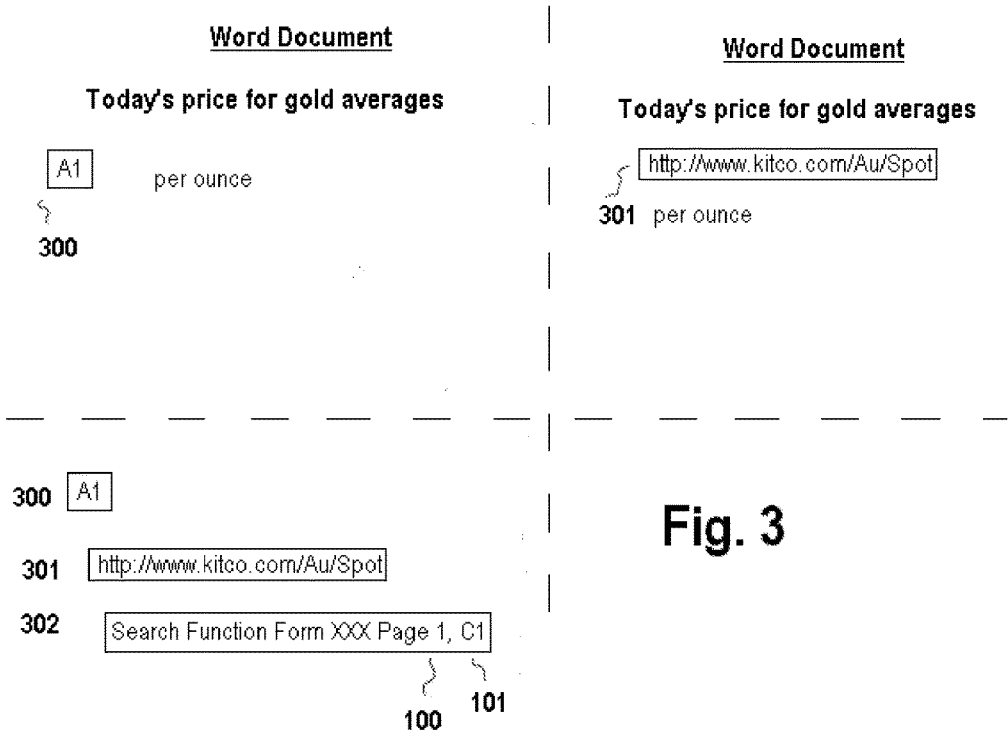 Word Document
Today's price for gold averages
A1 per ounce
300
Word Document
Today's price for gold averages
http://www.kitco.com/Au/Spot
301 per ounce
300 A1
301 http://www.kitco.com/Au/Spot
302 Search Function Form XXX Page 1, C1
100 101
Fig. 3